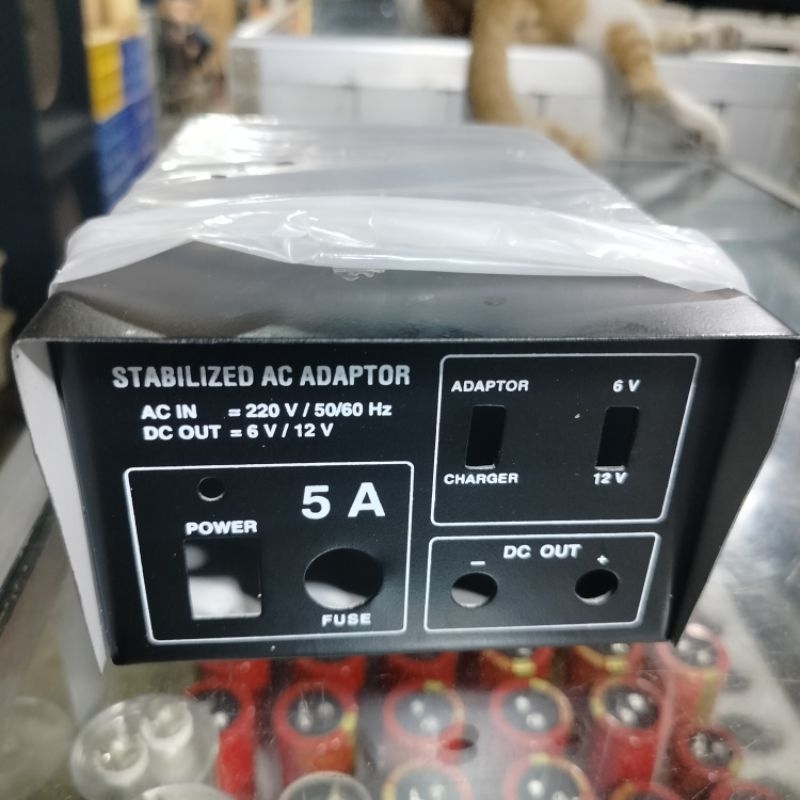 STABILIZED AC ADAPTOR
AC IN = 220 V / 50/60 Hz
DC OUT = 6 V / 12 V
5 A
POWER
FUSE
ADAPTOR 6 V
CHARGER 12 V
− DC OUT +